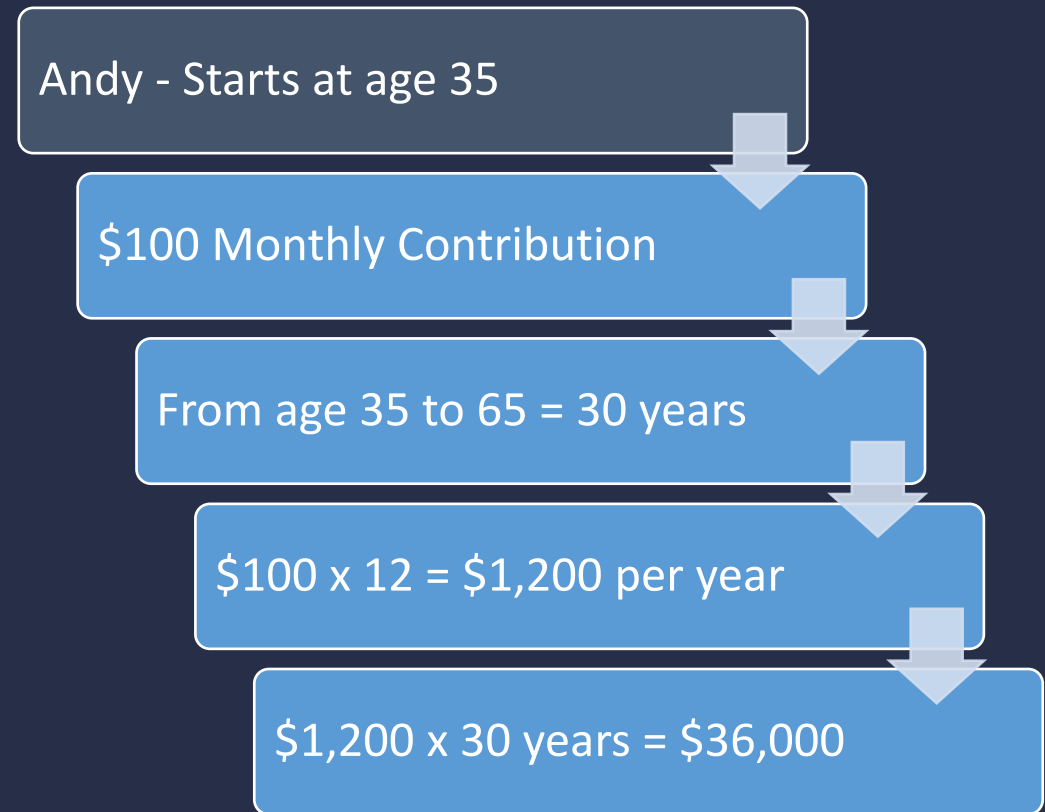 Andy - Starts at age 35
$100 Monthly Contribution
From age 35 to 65 = 30 years
$100 x 12 = $1,200 per year
$1,200 x 30 years = $36,000